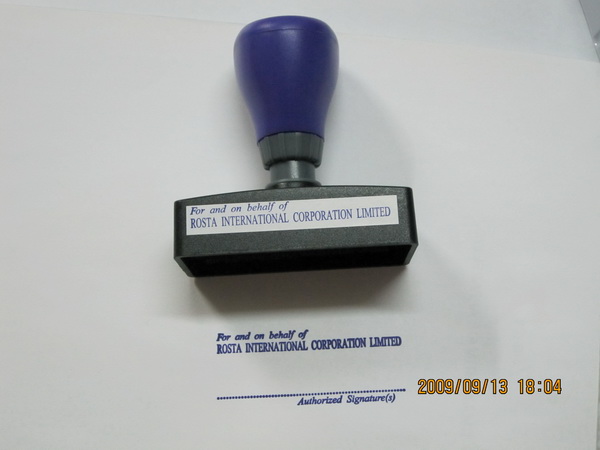 For and on behalf of
ROSTA INTERNATIONAL CORPORATION LIMITED
For and on behalf of
ROSTA INTERNATIONAL CORPORATION LIMITED
Authorized Signature(s)
2009/09/13 18:04